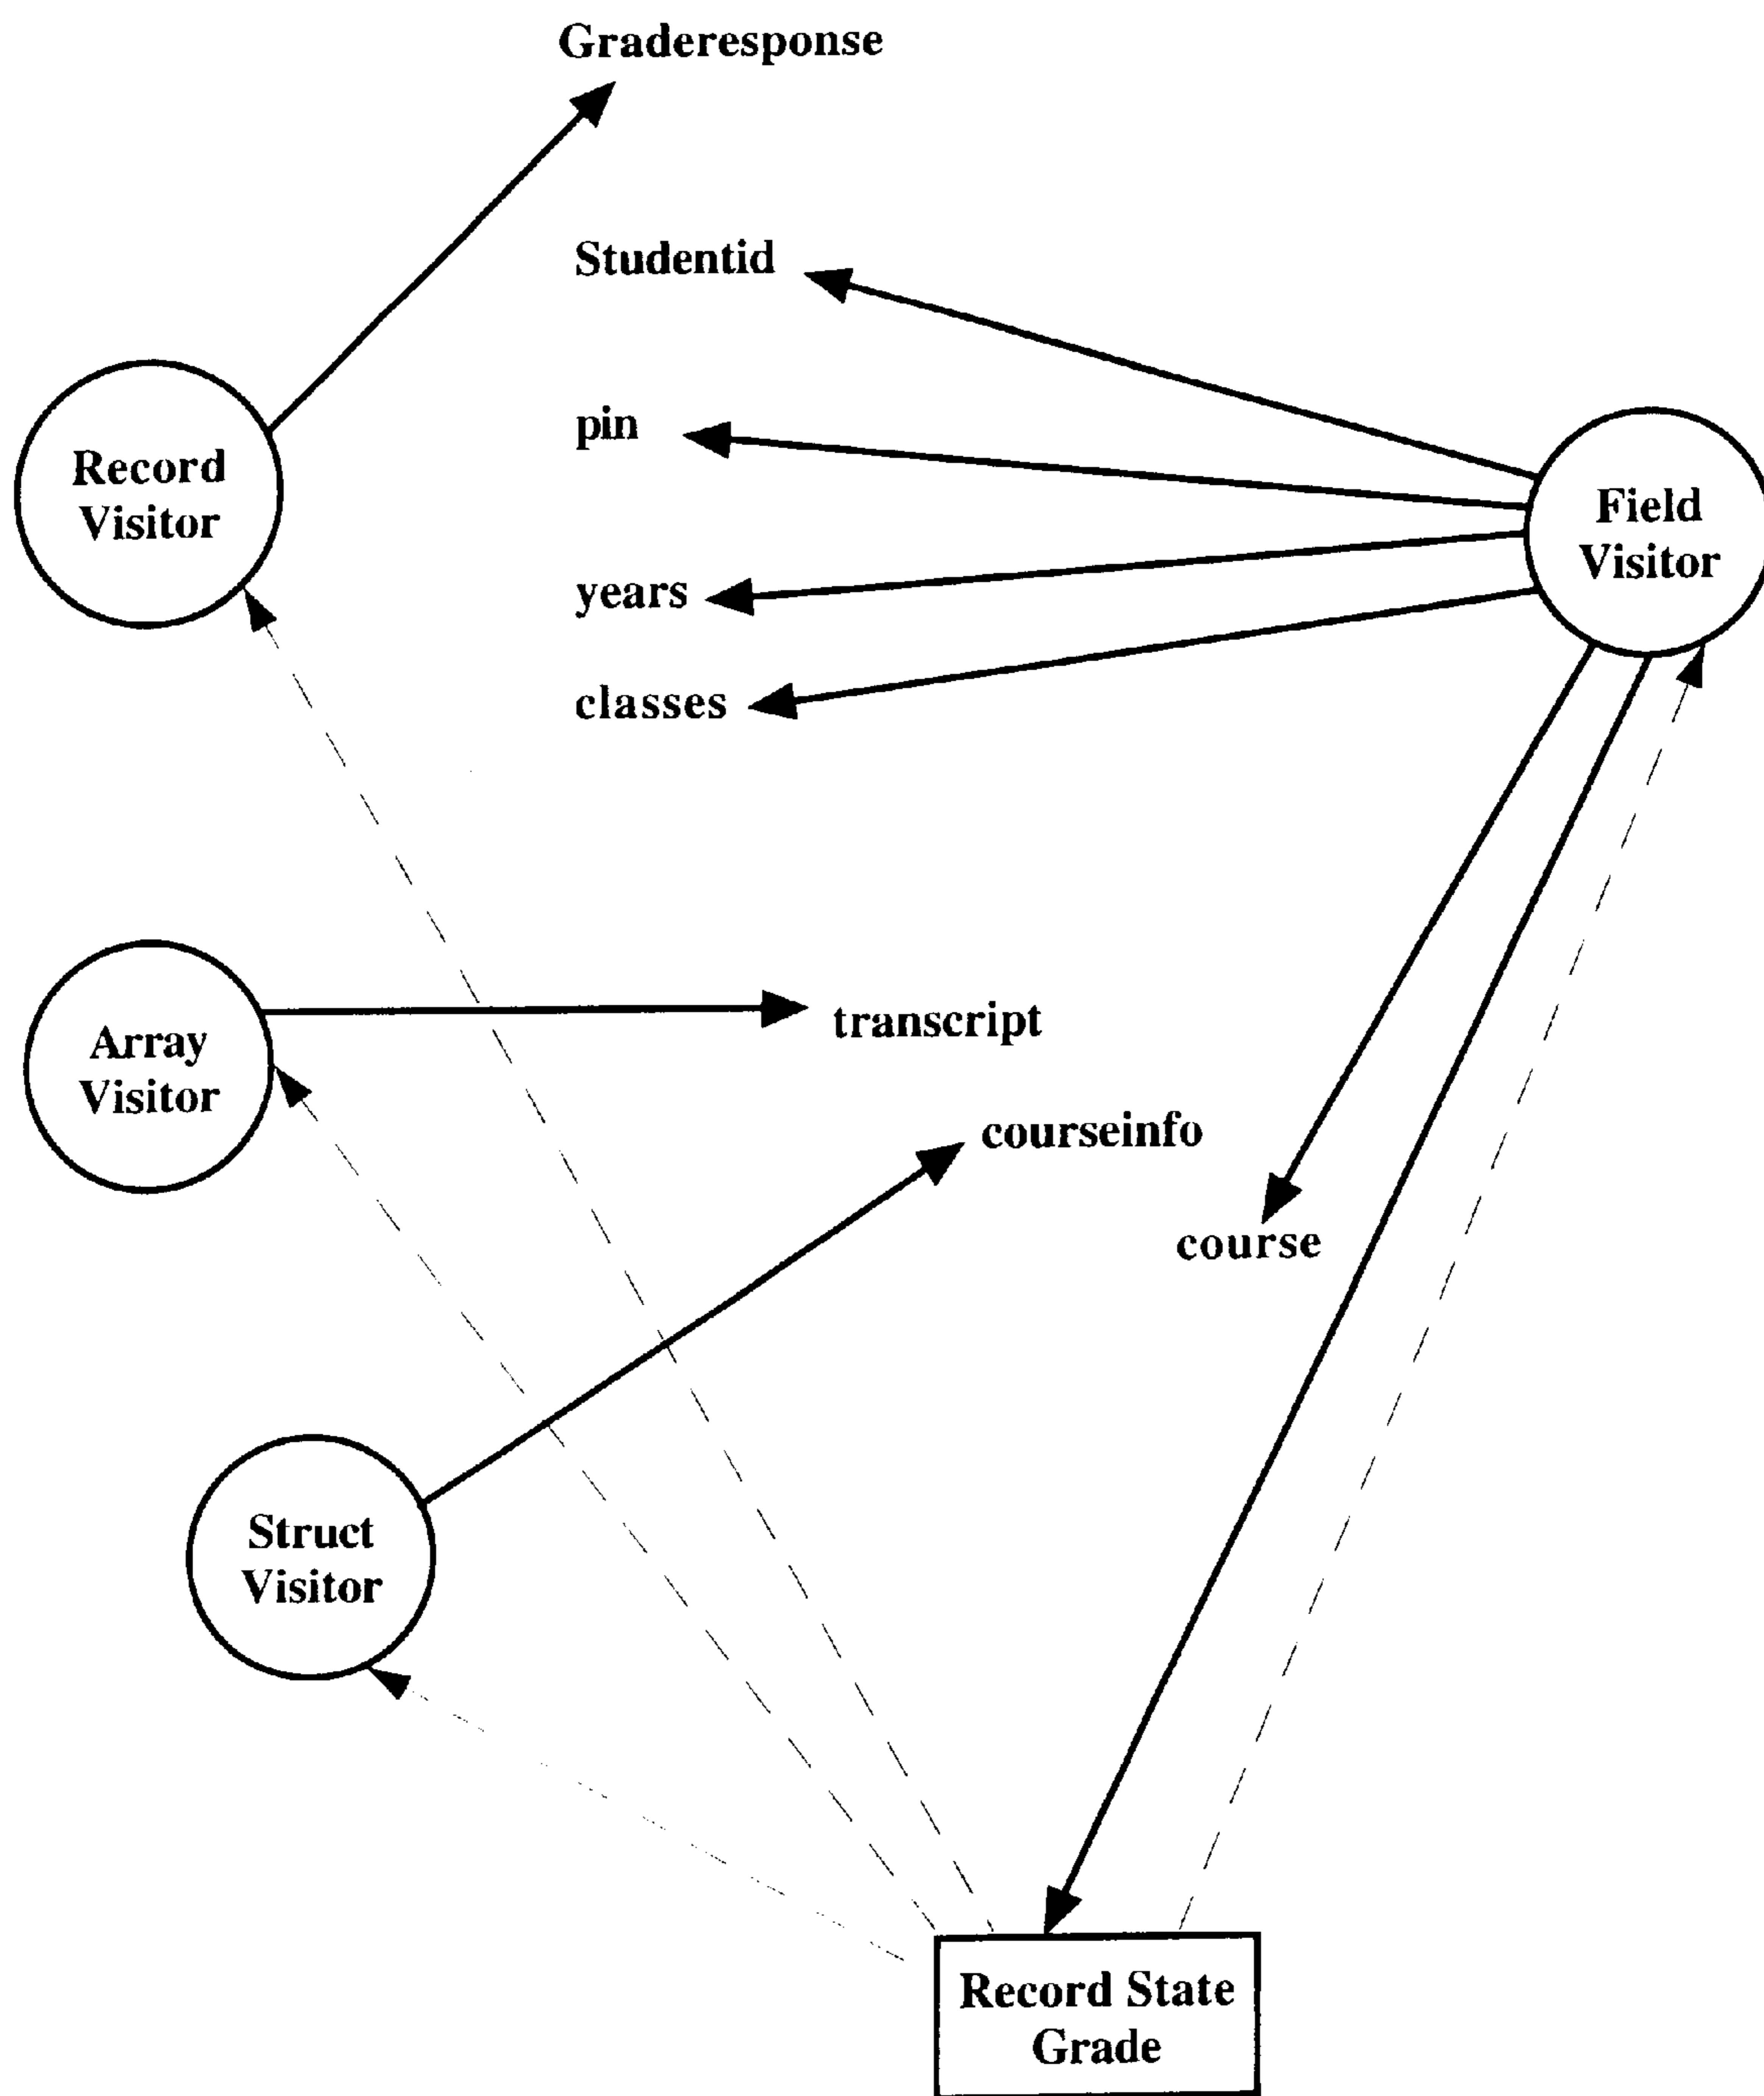 Graderesponse
Studentid
pin
Record
Visitor
Field
Visitor
years
classes
Array
Visitor
transcript
courseinfo
course
Struct
Visitor
Record State
Grade